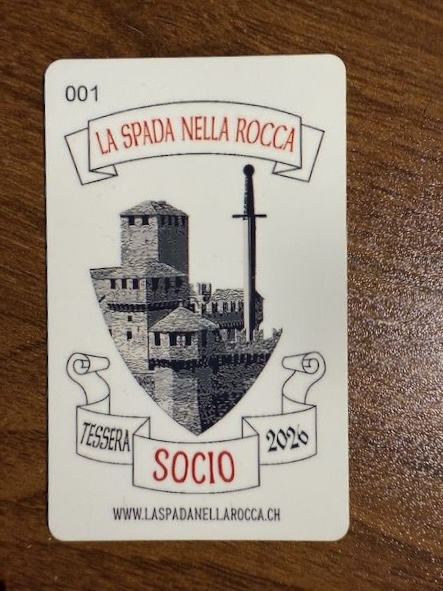 001
LA SPADA NELLA ROCCA
TESSERA
2026
SOCIO
WWW.LASPADANELLAROCCA.CH